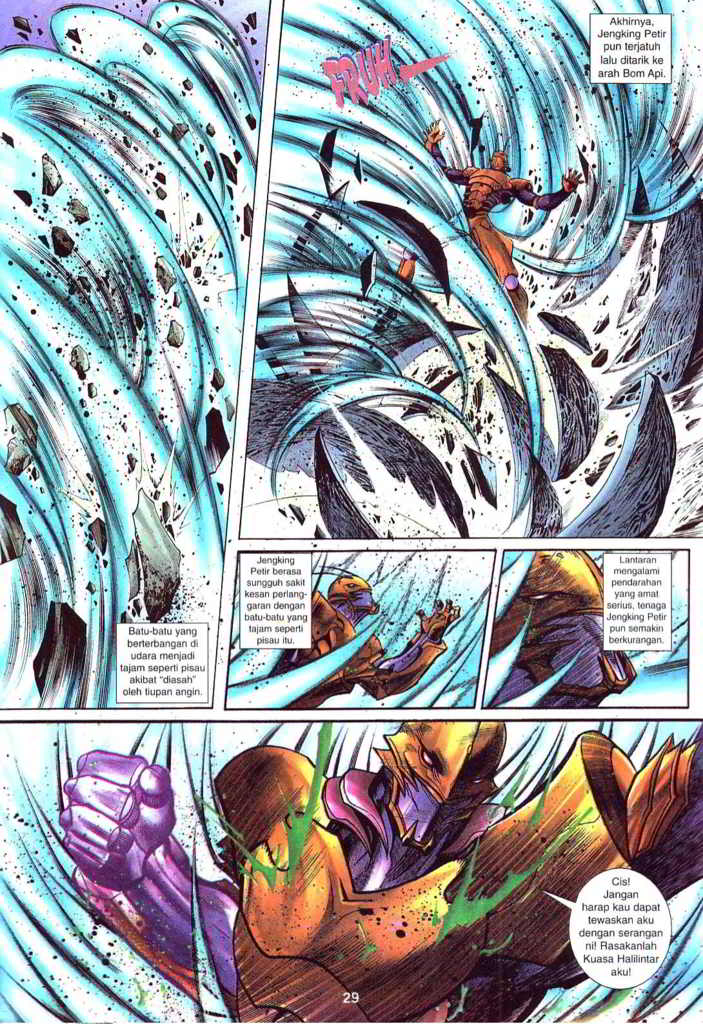 Batu-batu yang
berterbangan di
udara menjadi
tajam seperti pisau
akibat "diasah"
oleh tiupan angin.
FRUH
Akhirnya,
Jengking Petir
pun terjatuh
lalu ditarik ke
arah Bom Api.
Jengking
Petir berasa
sungguh sakit
kesan perlang-
garan dengan
batu-batu yang
tajam seperti
pisau itu.
Lantaran
mengalami
pendarahan
yang amat
serius, tenaga
Jengking Petir
pun semakin
berkurangan.
Cis!
Jangan
harap kau dapat
tewaskan aku
dengan serangan
ni! Rasakanlah
Kuasa Halilintar
aku!
29